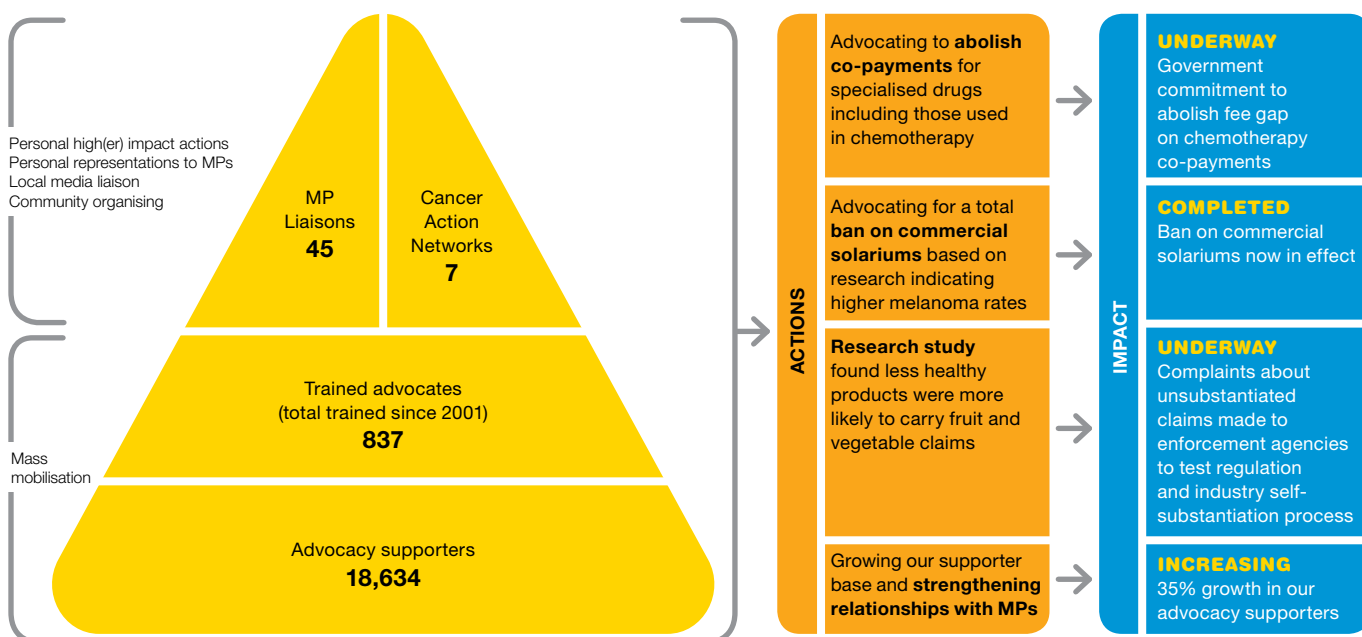 Personal high(er) impact actions
Personal representations to MPs
Local media liaison
Community organising
Mass
mobilisation
MP
Liaisons
45
Cancer
Action
Networks
7
Trained advocates
(total trained since 2001)
837
Advocacy supporters
18,634
ACTIONS
Advocating to abolish
co-payments for
specialised drugs
including those used
in chemotherapy
Advocating for a total
ban on commercial
solariums based on
research indicating
higher melanoma rates
Research study
found less healthy
products were more
likely to carry fruit and
vegetable claims
Growing our supporter
base and strengthening
relationships with MPs
IMPACT
UNDERWAY
Government
commitment to
abolish fee gap
on chemotherapy
co-payments
COMPLETED
Ban on commercial
solariums now in effect
UNDERWAY
Complaints about
unsubstantiated
claims made to
enforcement agencies
to test regulation
and industry self-
substantiation process
INCREASING
35% growth in our
advocacy supporters